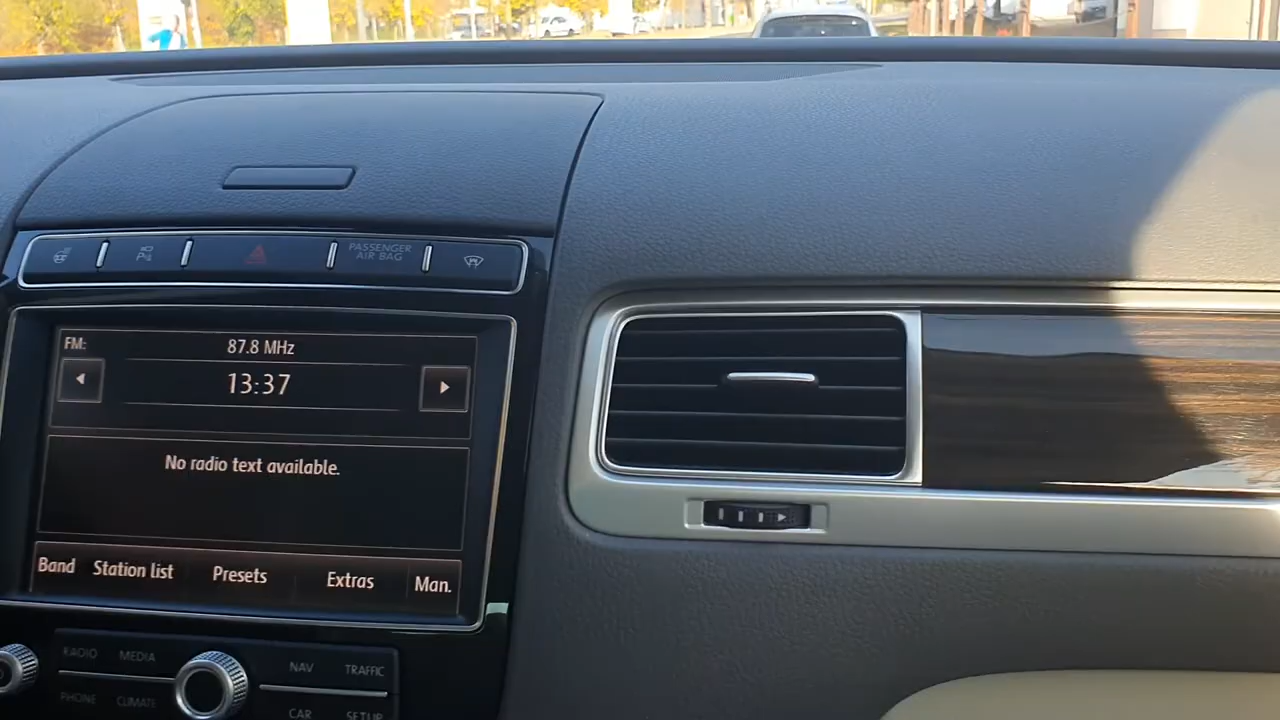 PASSENGER
AIR BAG
P
FM:
87.8 MHz
13:37
No radio text available.
Band Station list Presets Extras Man.
RADIO MEDIA NAV TRAFFIC
PHONE CLIMATE CAR SETUP